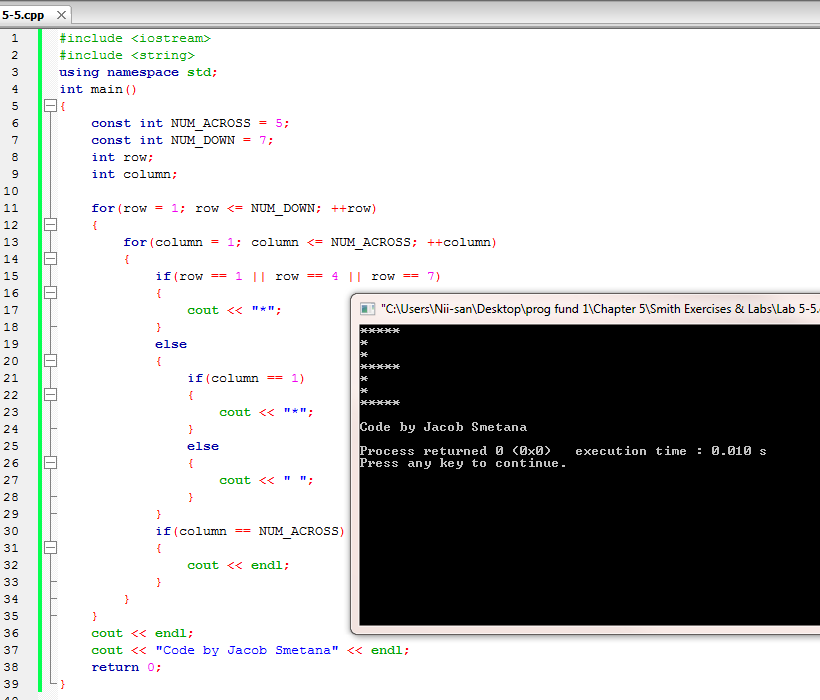 5-5.cpp
1 #include <iostream>
2 #include <string>
3 using namespace std;
4 int main()
5 {
6 const int NUM_ACROSS = 5;
7 const int NUM_DOWN = 7;
8 int row;
9 int column;
10
11 for(row = 1; row <= NUM_DOWN; ++row)
12 {
13 for(column = 1; column <= NUM_ACROSS; ++column)
14 {
15 if(row == 1 || row == 4 || row == 7)
16 {
17 cout << "*";
18 }
19 else
20 {
21 if(column == 1)
22 {
23 cout << "*";
24 }
25 else
26 {
27 cout << " ";
28 }
29 }
30 if(column == NUM_ACROSS)
31 {
32 cout << endl;
33 }
34 }
35 }
36 cout << endl;
37 cout << "Code by Jacob Smetana" << endl;
38 return 0;
39 }
"C:\Users\Nii-san\Desktop\prog fund 1\Chapter 5\Smith Exercises & Labs\Lab 5-5.
*****
*
*
*****
*
*
*****
Code by Jacob Smetana
Process returned 0 (0x0) execution time : 0.010 s
Press any key to continue.